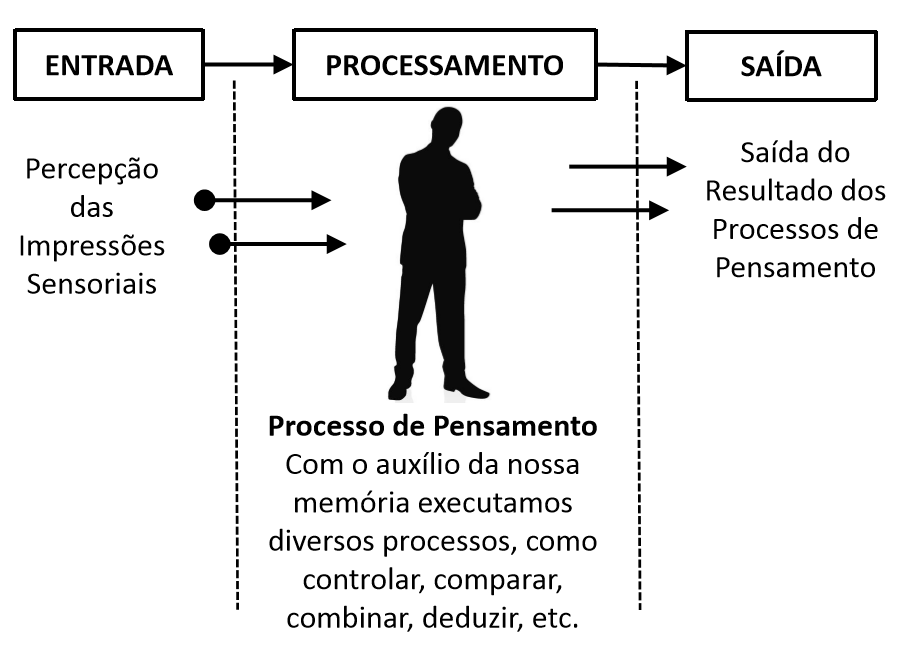 ENTRADA
PROCESSAMENTO
SAÍDA
Percepção
das
Impressões
Sensoriais
Saída do
Resultado dos
Processos de
Pensamento
Processo de Pensamento
Com o auxílio da nossa
memória executamos
diversos processos, como
controlar, comparar,
combinar, deduzir, etc.